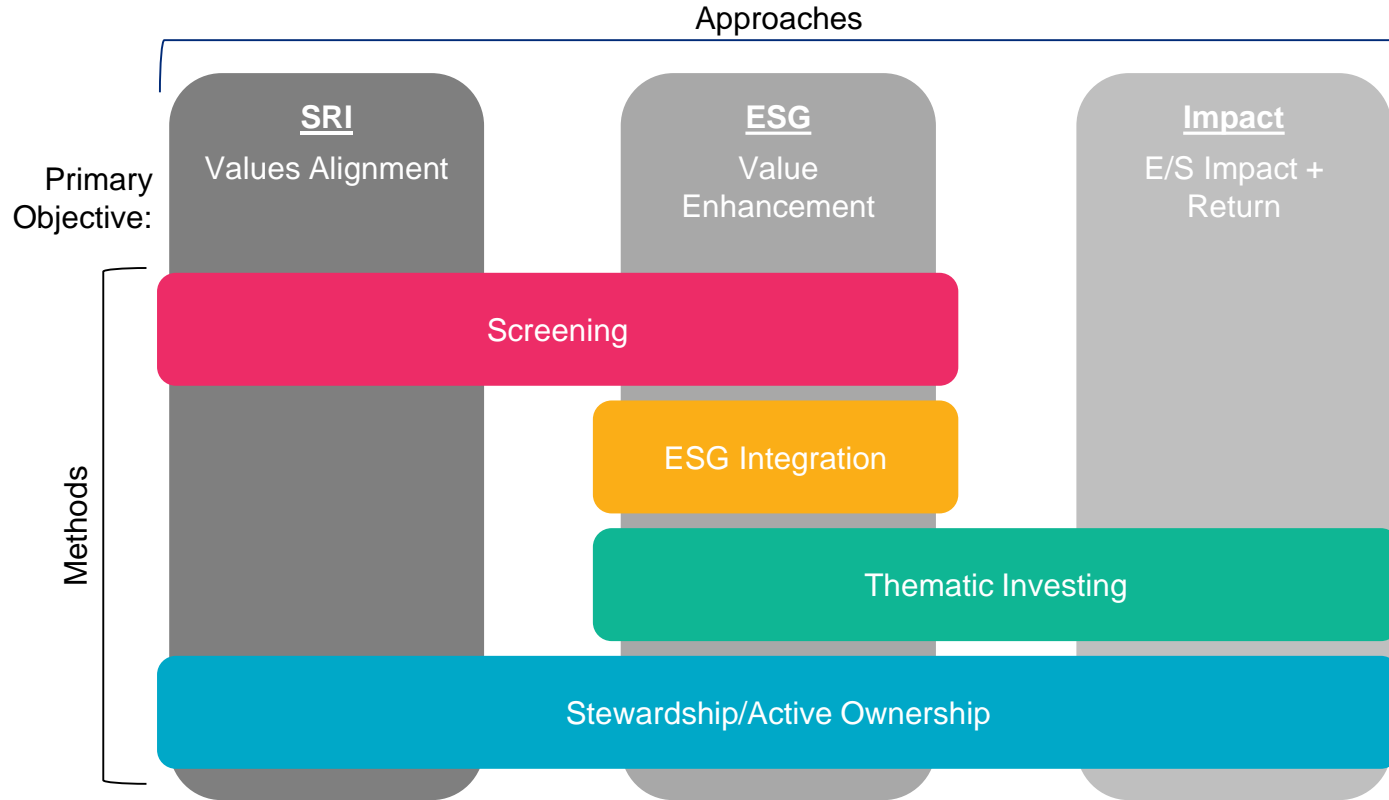 Approaches
SRI
Values Alignment
ESG
Value
Enhancement
Impact
E/S Impact +
Return
Primary
Objective:
Methods
Screening
ESG Integration
Thematic Investing
Stewardship/Active Ownership